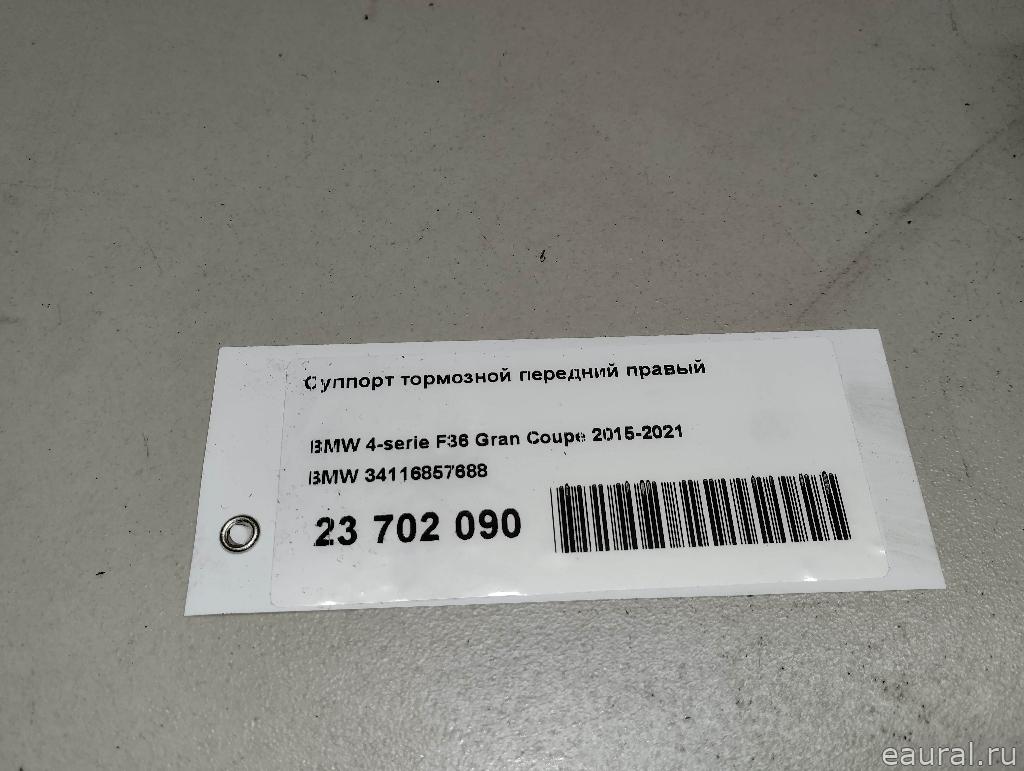 Суппорт тормозной передний правый
BMW 4-serie F36 Gran Coupe 2015-2021
BMW 34116857688
23 702 090
eaural.ru